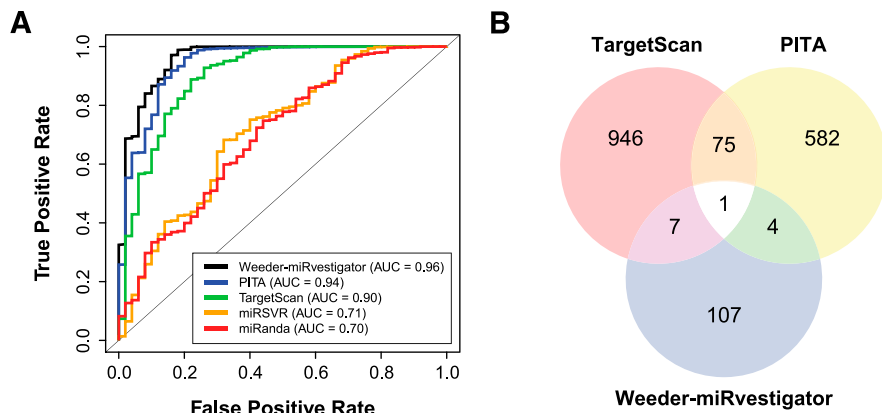 A
True Positive Rate
1.0
0.8
0.6
0.4
0.2
0.0
Weeder-miRvestigator (AUC = 0.96)
PITA (AUC = 0.94)
TargetScan (AUC = 0.90)
miRSVR (AUC = 0.71)
miRanda (AUC = 0.70)
0.0 0.2 0.4 0.6 0.8 1.0
False Positive Rate
B
TargetScan PITA
946 75 582
1
7 4
107
Weeder-miRvestigator